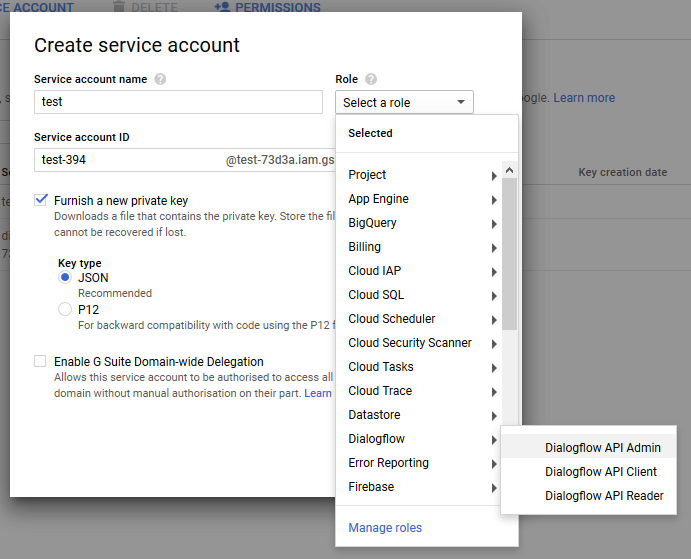 CE ACCOUNT
DELETE
PERMISSIONS
Create service account
Service account name
Role
test
Select a role
ogle. Learn more
Service account ID
test-394 @test-73d3a.iam.gs
Selected
Project
App Engine
BigQuery
Billing
Cloud IAP
Cloud SQL
Cloud Scheduler
Cloud Security Scanner
Cloud Tasks
Cloud Trace
Datastore
Dialogflow
Error Reporting
Firebase
Manage roles
Key creation date
Furnish a new private key
Downloads a file that contains the private key. Store the fil
cannot be recovered if lost.
Key type
JSON
Recommended
P12
For backward compatibility with code using the P12 f
Enable G Suite Domain-wide Delegation
Allows this service account to be authorised to access all
domain without manual authorisation on their part. Learn
Dialogflow API Admin
Dialogflow API Client
Dialogflow API Reader